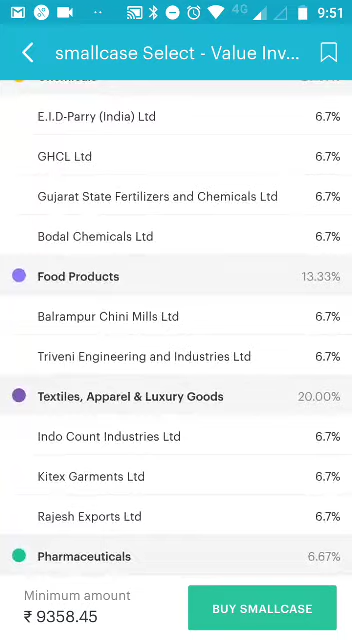 4G 9:51
smallcase Select - Value Inv...
E.I.D-Parry (India) Ltd 6.7%
GHCL Ltd 6.7%
Gujarat State Fertilizers and Chemicals Ltd 6.7%
Bodal Chemicals Ltd 6.7%
Food Products 13.33%
Balrampur Chini Mills Ltd 6.7%
Triveni Engineering and Industries Ltd 6.7%
Textiles, Apparel & Luxury Goods 20.00%
Indo Count Industries Ltd 6.7%
Kitex Garments Ltd 6.7%
Rajesh Exports Ltd 6.7%
Pharmaceuticals 6.67%
Minimum amount
₹ 9358.45
BUY SMALLCASE